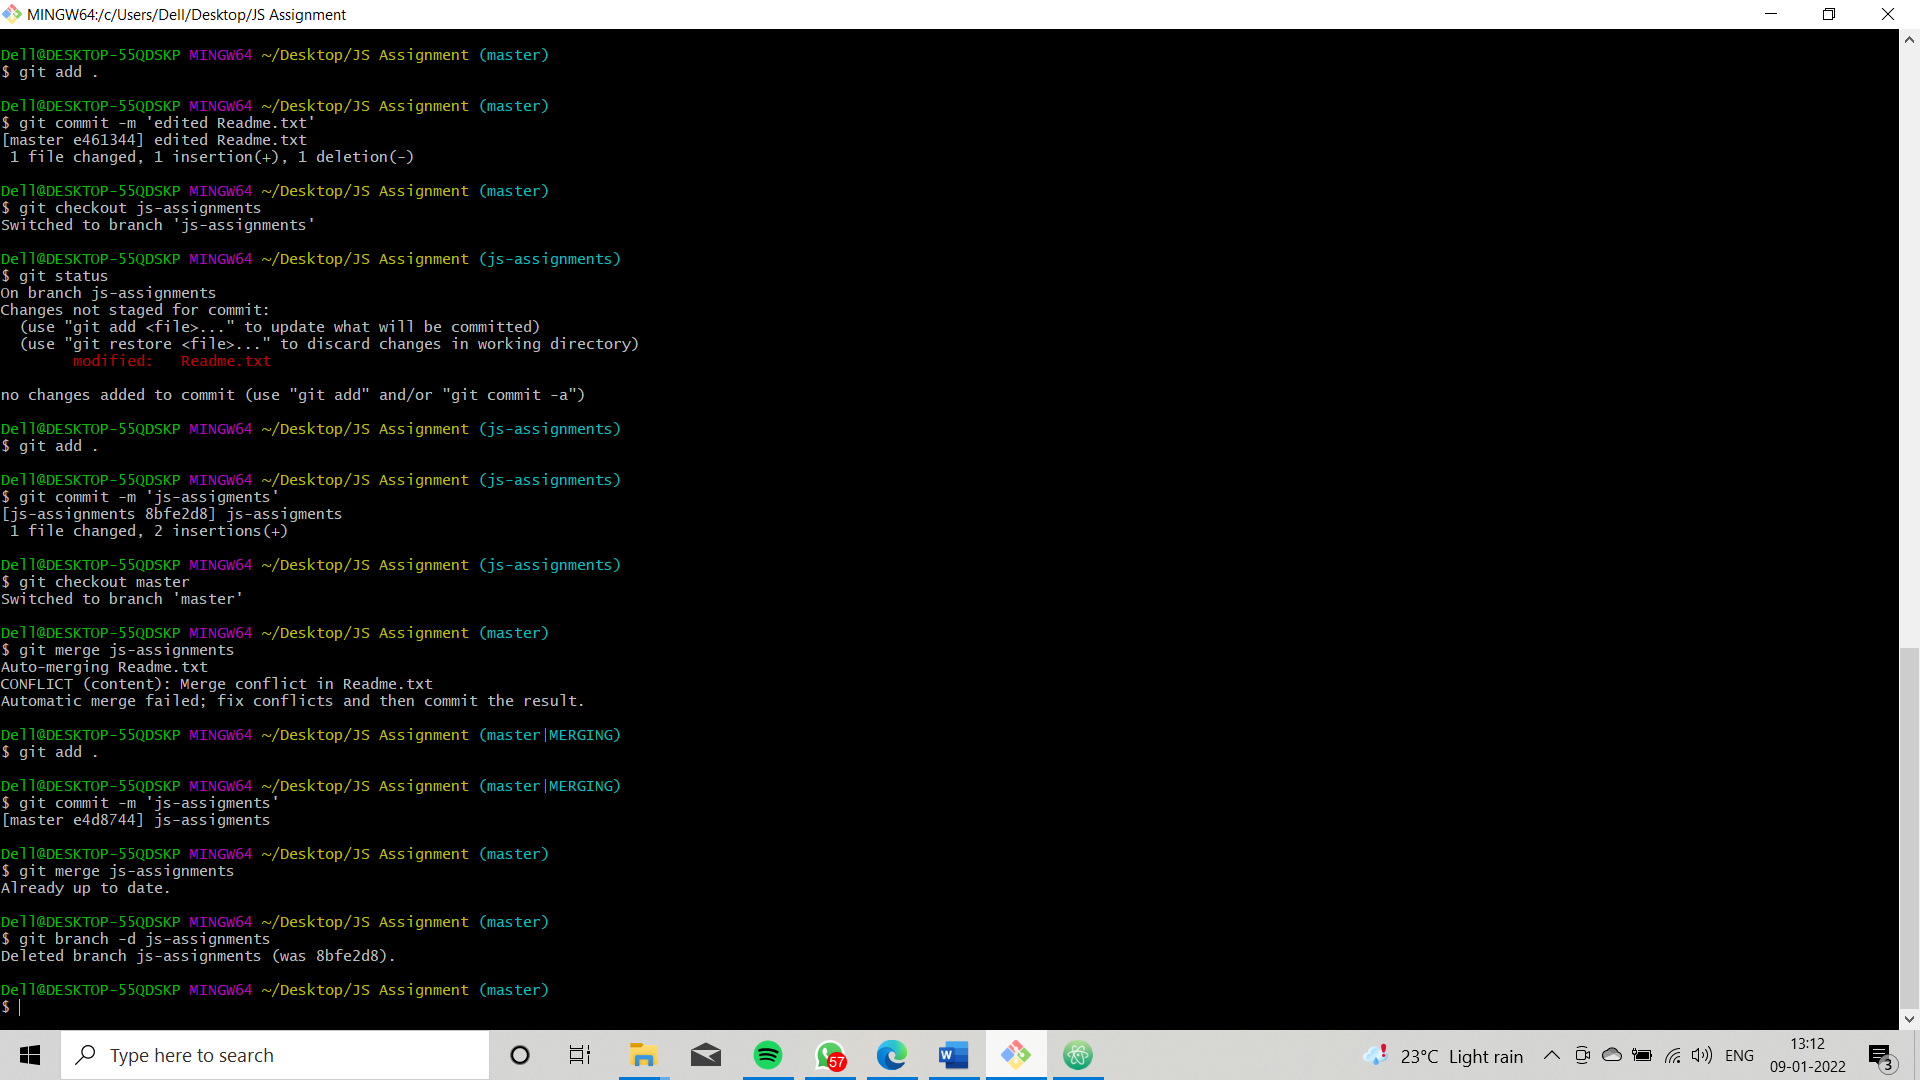 MINGW64:/c/Users/Dell/Desktop/JS Assignment
Dell@DESKTOP-55QDSKP MINGW64 ~/Desktop/JS Assignment (master)
$ git add .
Dell@DESKTOP-55QDSKP MINGW64 ~/Desktop/JS Assignment (master)
$ git commit -m 'edited Readme.txt'
[master e461344] edited Readme.txt
 1 file changed, 1 insertion(+), 1 deletion(-)
Dell@DESKTOP-55QDSKP MINGW64 ~/Desktop/JS Assignment (master)
$ git checkout js-assignments
Switched to branch 'js-assignments'
Dell@DESKTOP-55QDSKP MINGW64 ~/Desktop/JS Assignment (js-assignments)
$ git status
On branch js-assignments
Changes not staged for commit:
  (use "git add <file>..." to update what will be committed)
  (use "git restore <file>..." to discard changes in working directory)
        modified:   Readme.txt
no changes added to commit (use "git add" and/or "git commit -a")
Dell@DESKTOP-55QDSKP MINGW64 ~/Desktop/JS Assignment (js-assignments)
$ git add .
Dell@DESKTOP-55QDSKP MINGW64 ~/Desktop/JS Assignment (js-assignments)
$ git commit -m 'js-assigments'
[js-assignments 8bfe2d8] js-assigments
 1 file changed, 2 insertions(+)
Dell@DESKTOP-55QDSKP MINGW64 ~/Desktop/JS Assignment (js-assignments)
$ git checkout master
Switched to branch 'master'
Dell@DESKTOP-55QDSKP MINGW64 ~/Desktop/JS Assignment (master)
$ git merge js-assignments
Auto-merging Readme.txt
CONFLICT (content): Merge conflict in Readme.txt
Automatic merge failed; fix conflicts and then commit the result.
Dell@DESKTOP-55QDSKP MINGW64 ~/Desktop/JS Assignment (master|MERGING)
$ git add .
Dell@DESKTOP-55QDSKP MINGW64 ~/Desktop/JS Assignment (master|MERGING)
$ git commit -m 'js-assigments'
[master e4d8744] js-assigments
Dell@DESKTOP-55QDSKP MINGW64 ~/Desktop/JS Assignment (master)
$ git merge js-assignments
Already up to date.
Dell@DESKTOP-55QDSKP MINGW64 ~/Desktop/JS Assignment (master)
$ git branch -d js-assignments
Deleted branch js-assignments (was 8bfe2d8).
Dell@DESKTOP-55QDSKP MINGW64 ~/Desktop/JS Assignment (master)
$
Type here to search
57
23°C Light rain
ENG
13:12
09-01-2022
3